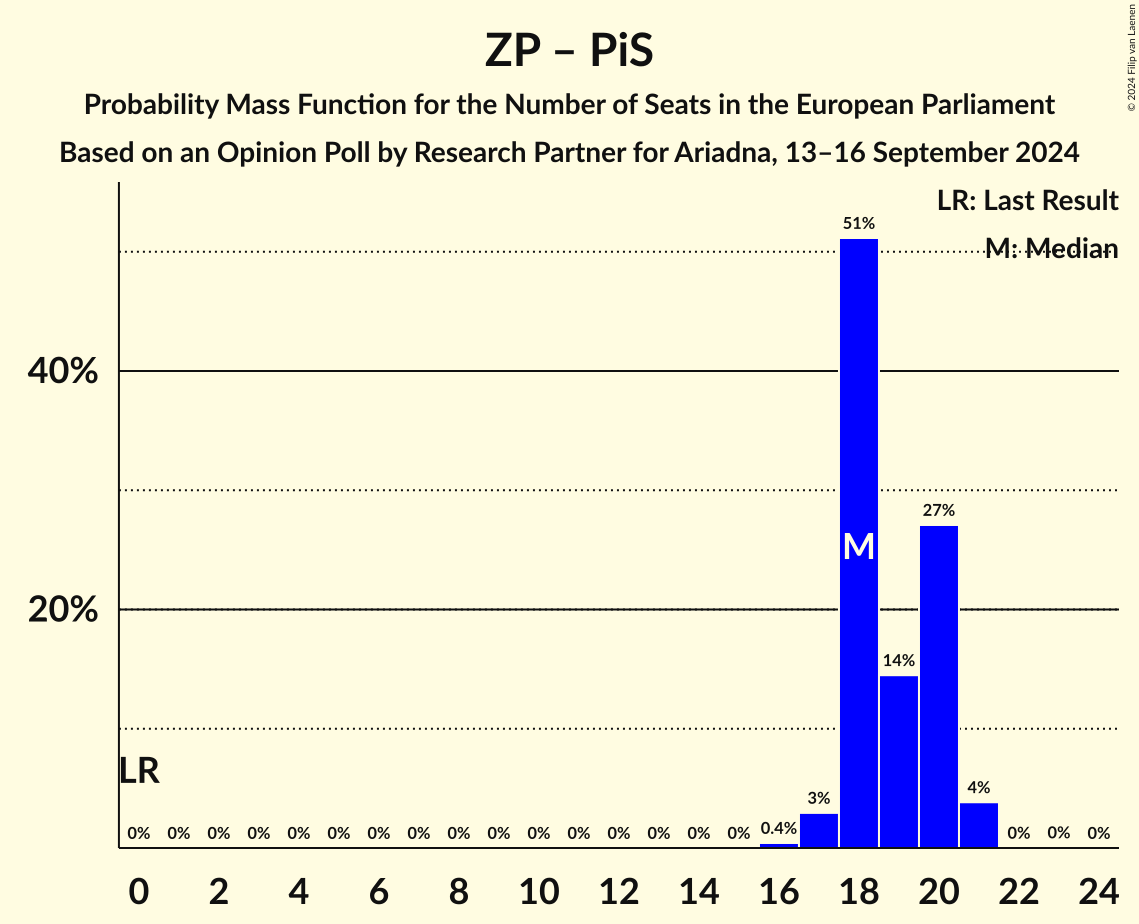 ZP – PiS
Probability Mass Function for the Number of Seats in the European Parliament
Based on an Opinion Poll by Research Partner for Ariadna, 13–16 September 2024
© 2024 Filip van Laenen
LR: Last Result
M: Median
51%
40%
27%
M
20%
14%
LR
3%
4%
0% 0% 0% 0% 0% 0% 0% 0% 0% 0% 0% 0% 0% 0% 0% 0% 0.4% 0% 0% 0%
0 2 4 6 8 10 12 14 16 18 20 22 24